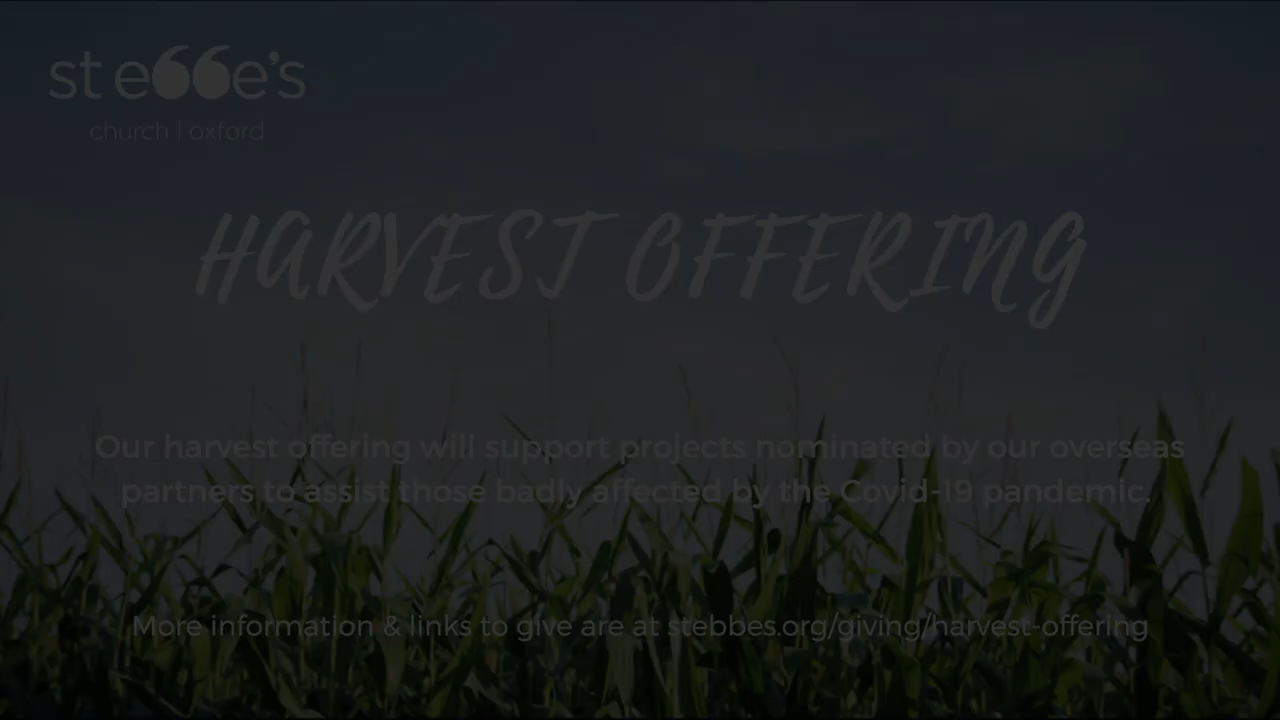 st ebbe's
church | oxford
HARVEST OFFERING
Our harvest offering will support projects nominated by our overseas
partners to assist those badly affected by the Covid-19 pandemic.
More information & links to give are at stebbes.org/giving/harvest-offering